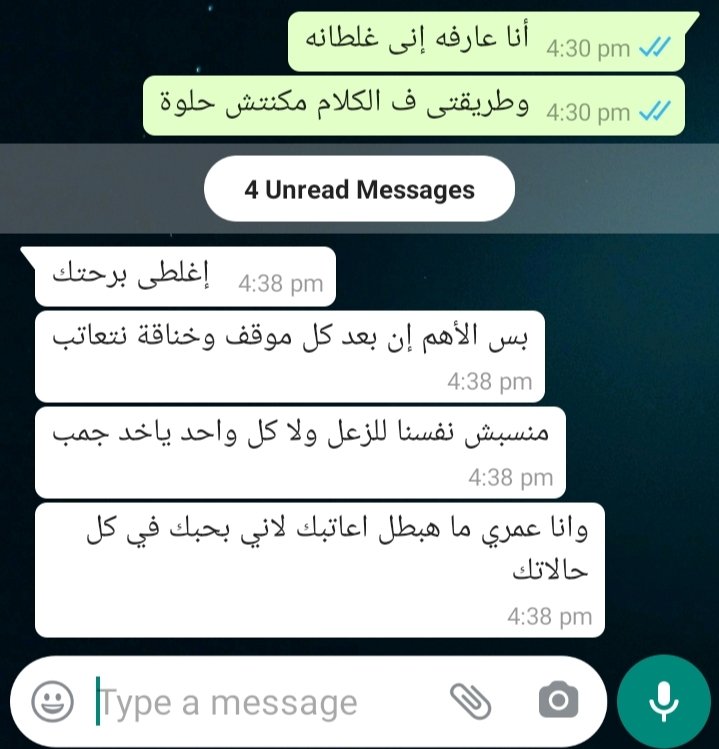 أنا عارفه إنى غلطانه
4:30 pm
وطريقتى ف الكلام مكنتش حلوة
4:30 pm
4 Unread Messages
إغلطى برحتك
4:38 pm
بس الأهم إن بعد كل موقف وخناقة نتعاتب
4:38 pm
منسبش نفسنا للزعل ولا كل واحد ياخد جمب
4:38 pm
وانا عمري ما هبطل اعاتبك لاني بحبك في كل
حالاتك
4:38 pm
Type a message